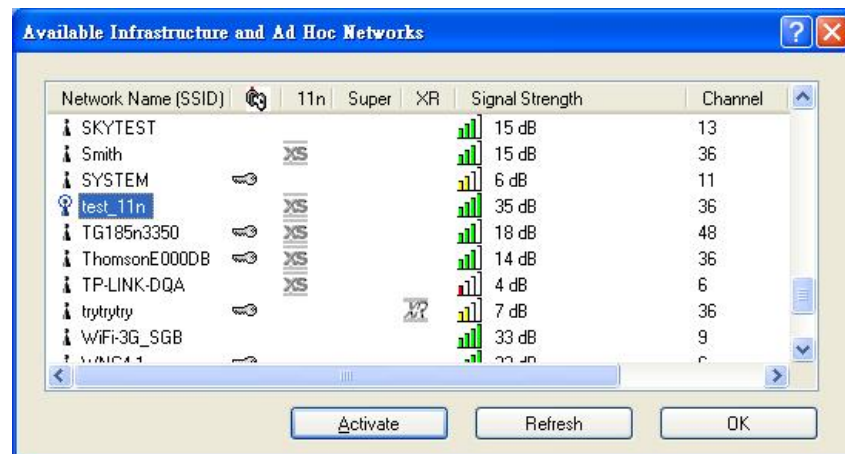 Available Infrastructure and Ad Hoc Networks
Network Name (SSID) 11n Super XR Signal Strength Channel
SKYTEST 15 dB 13
Smith XS 15 dB 36
SYSTEM 6 dB 11
test_11n XS 35 dB 36
TG185n3350 XS 18 dB 48
ThomsonE000DB XS 14 dB 36
TP-LINK-DQA XS 4 dB 6
trytrytry XR 7 dB 36
WiFi-3G_SGB 33 dB 9
Activate Refresh OK